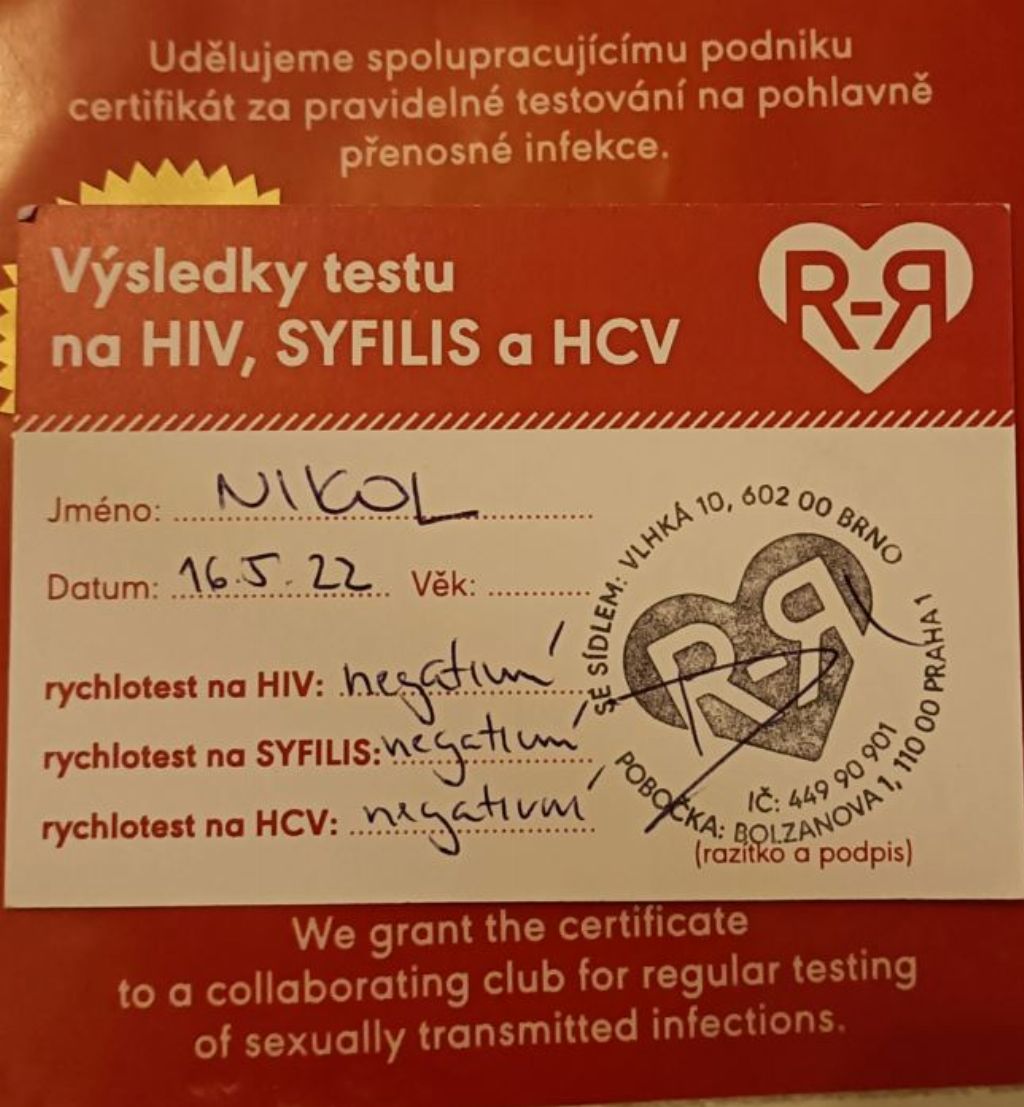 Udělujeme spolupracujícímu podniku
certifikát za pravidelné testování na pohlavně
přenosné infekce.
Výsledky testu
na HIV, SYFILIS a HCV
R-Я
Jméno: NIKOL
Datum: 16.5.22 Věk:
rychlotest na HIV: negativní
rychlotest na SYFILIS: negativní
rychlotest na HCV: negativní
SE SÍDLEM: VLHKÁ 10, 602 00 BRNO
R-Я
IČ: 449 90 901
POBOČKA: BOLZANOVA 1, 110 00 PRAHA 1
(razítko a podpis)
We grant the certificate
to a collaborating club for regular testing
of sexually transmitted infections.